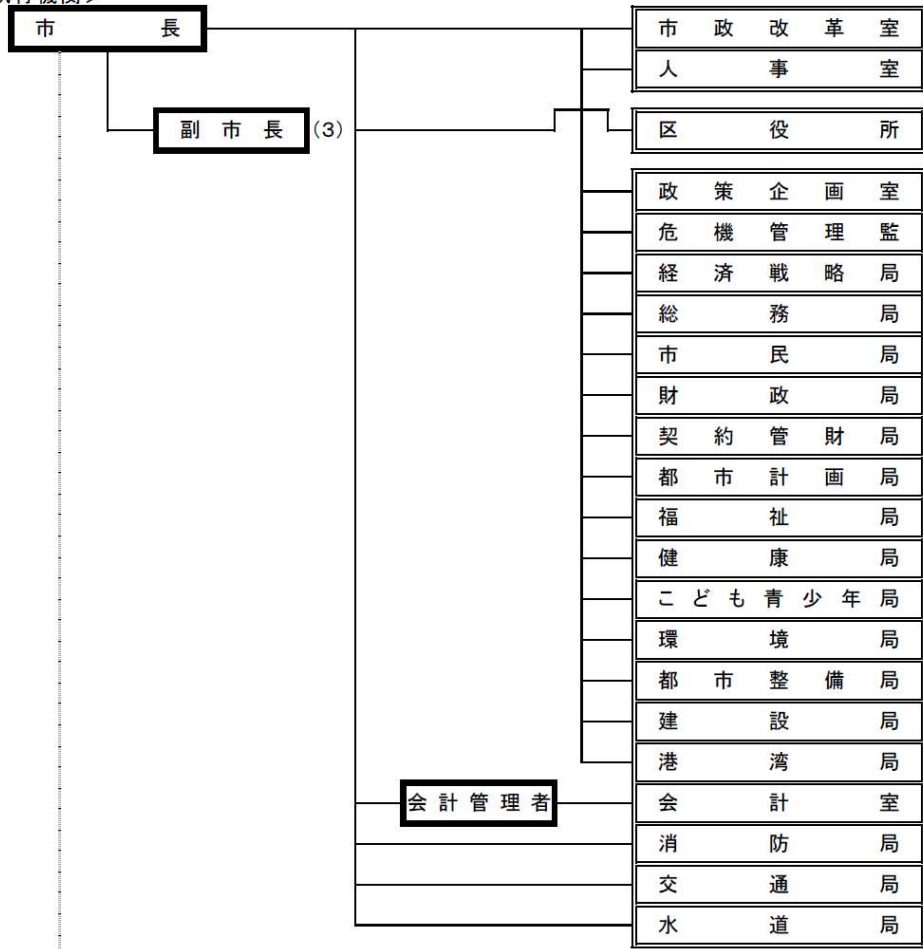 市長
市政改革室
人事室
副市長 (3)
区役所
政策企画室
危機管理監
経済戦略局
総務局
市民局
財政局
契約管財局
都市計画局
福祉局
健康局
こども青少年局
環境局
都市整備局
建設局
港湾局
会計管理者
会計室
消防局
交通局
水道局